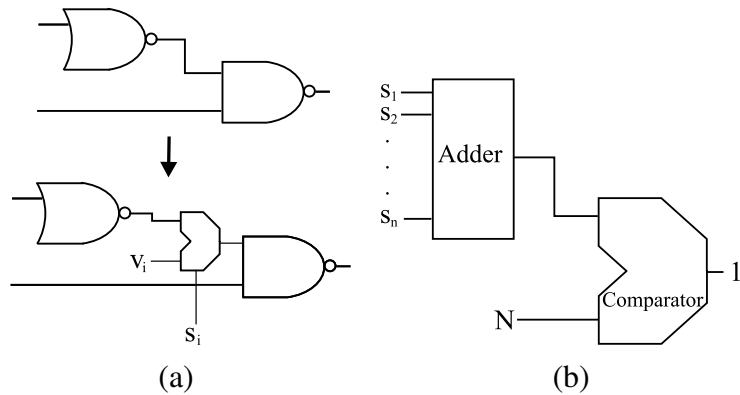 v_i
s_i
(a)
s_1
s_2
.
.
.
s_n
Adder
Comparator
N
1
(b)